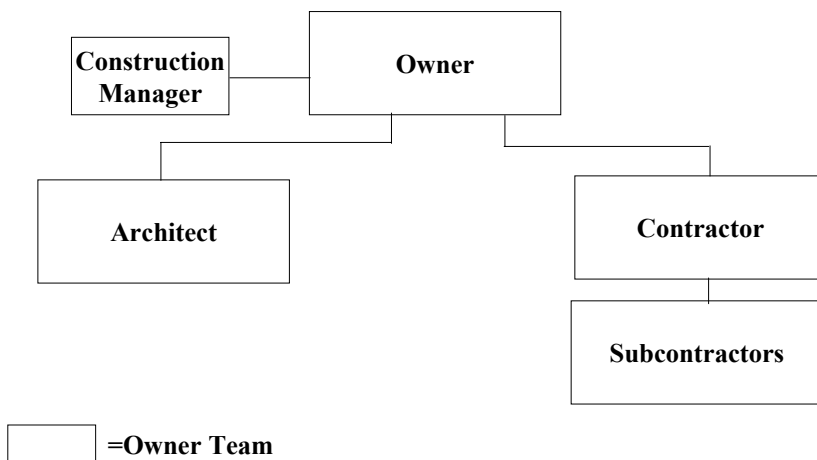 Construction
Manager
Owner
Architect
Contractor
Subcontractors
=Owner Team